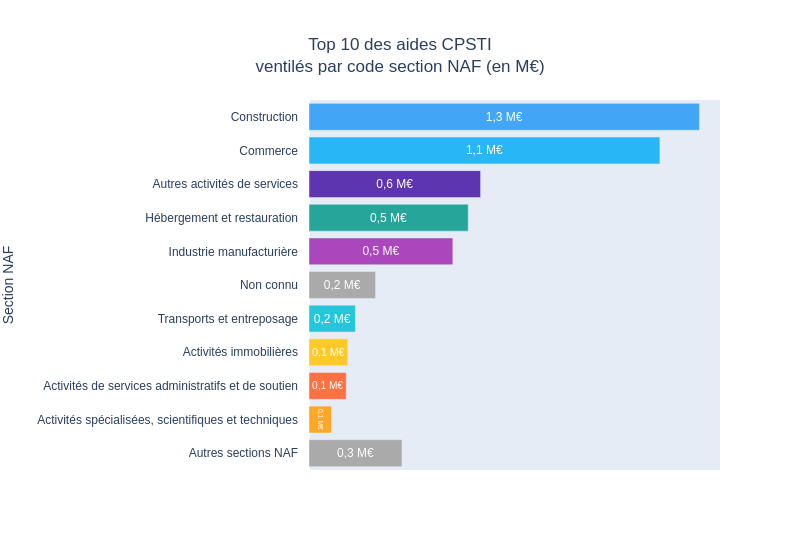 Top 10 des aides CPSTI
ventilés par code section NAF (en M€)
Section NAF
Construction 1,3 M€
Commerce 1,1 M€
Autres activités de services 0,6 M€
Hébergement et restauration 0,5 M€
Industrie manufacturière 0,5 M€
Non connu 0,2 M€
Transports et entreposage 0,2 M€
Activités immobilières 0,1 M€
Activités de services administratifs et de soutien 0,1 M€
Activités spécialisées, scientifiques et techniques 0,1 M€
Autres sections NAF 0,3 M€